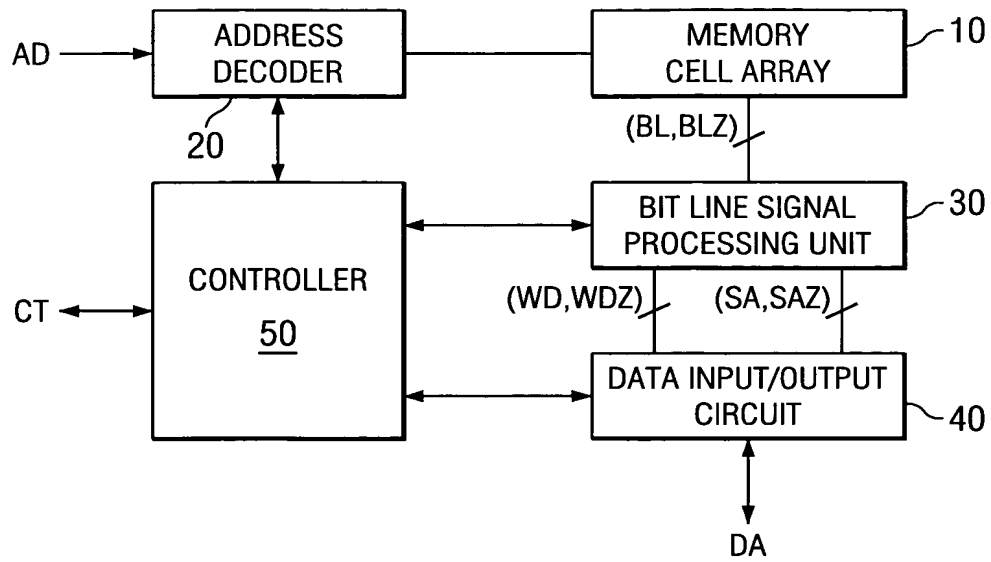 AD
ADDRESS
DECODER
20
MEMORY
CELL ARRAY
10
(BL,BLZ)
BIT LINE SIGNAL
PROCESSING UNIT
30
CONTROLLER
50
CT
(WD,WDZ)
(SA,SAZ)
DATA INPUT/OUTPUT
CIRCUIT
40
DA